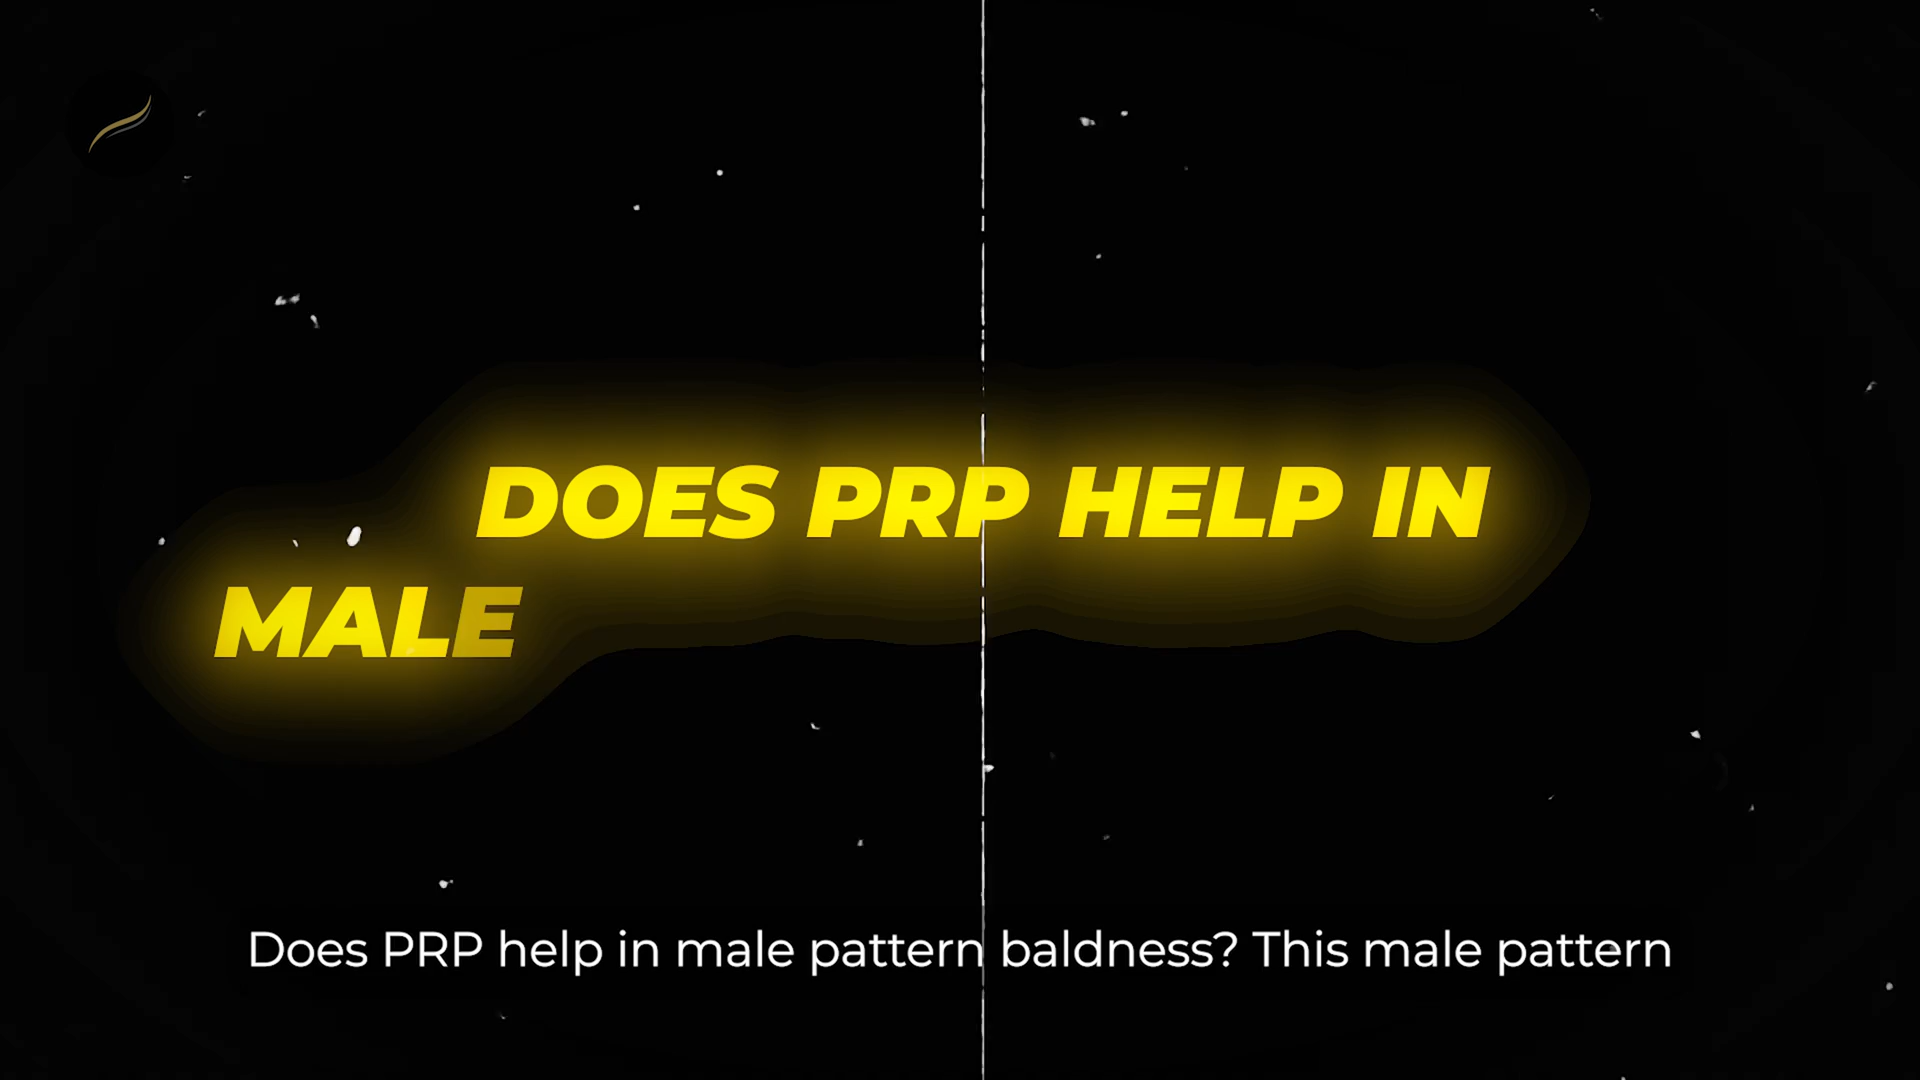 DOES PRP HELP IN
MALE
Does PRP help in male pattern baldness? This male pattern